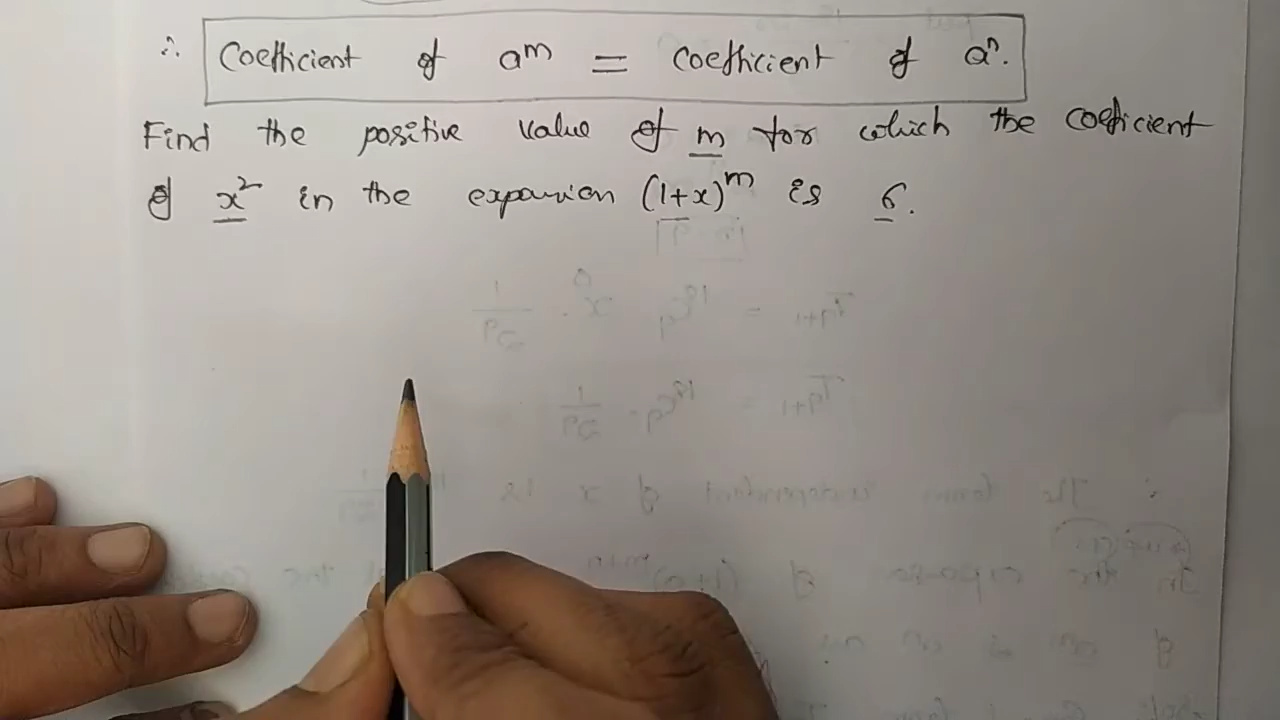 ∴ Coefficient of a^m = coefficient of a^n.
Find the positive value of m for which the coefficient
of x² in the expansion (1+x)^m is 6.